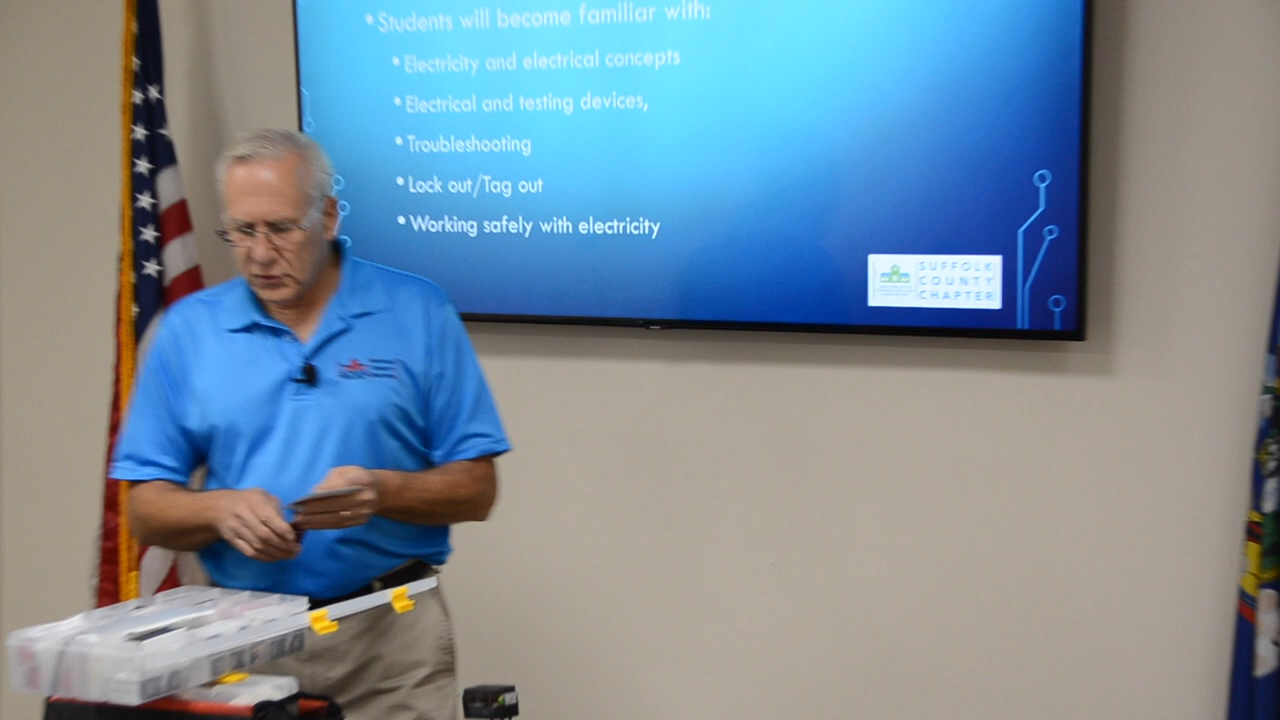 • Students will become familiar with:
• Electricity and electrical concepts
• Electrical and testing devices,
• Troubleshooting
• Lock out/Tag out
• Working safely with electricity
SUFFOLK
COUNTY
CHAPTER